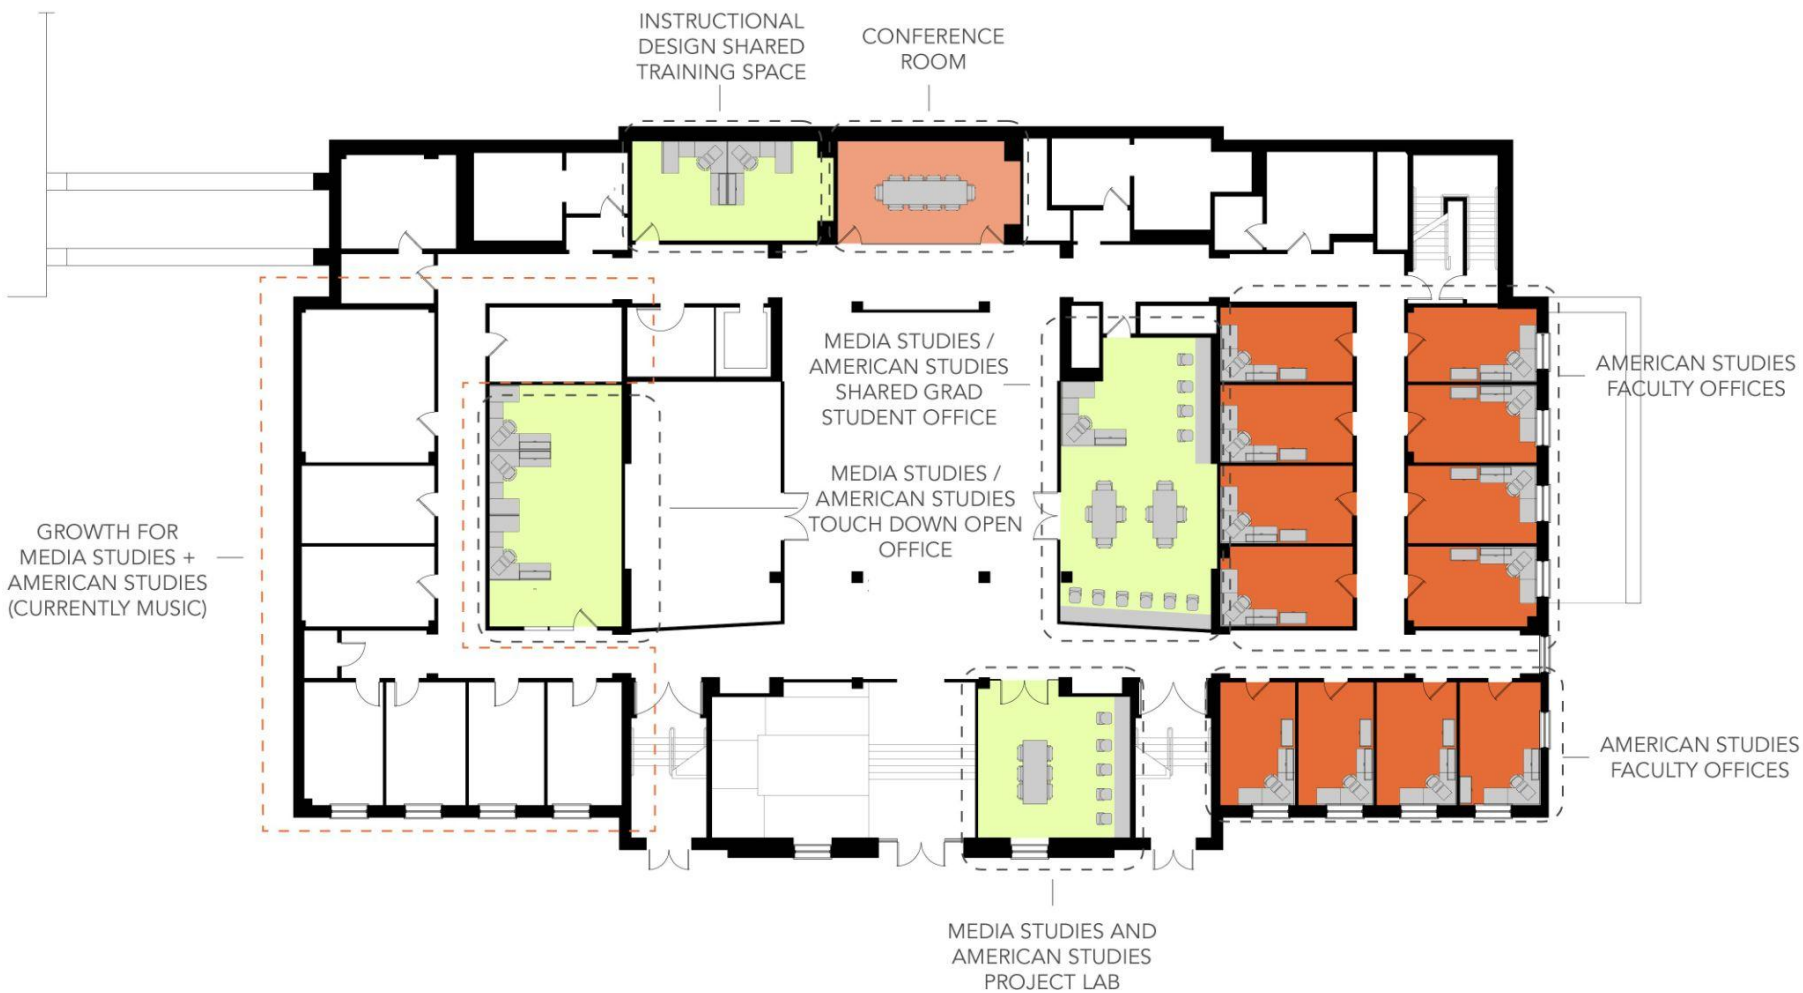 INSTRUCTIONAL
DESIGN SHARED
TRAINING SPACE
CONFERENCE
ROOM
MEDIA STUDIES /
AMERICAN STUDIES
SHARED GRAD
STUDENT OFFICE
AMERICAN STUDIES
FACULTY OFFICES
MEDIA STUDIES /
AMERICAN STUDIES
TOUCH DOWN OPEN
OFFICE
GROWTH FOR
MEDIA STUDIES +
AMERICAN STUDIES
(CURRENTLY MUSIC)
AMERICAN STUDIES
FACULTY OFFICES
MEDIA STUDIES AND
AMERICAN STUDIES
PROJECT LAB